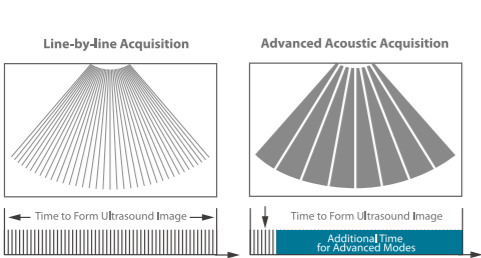 Line-by-line Acquisition
Advanced Acoustic Acquisition
Time to Form Ultrasound Image
Time to Form Ultrasound Image
Additional Time
for Advanced Modes